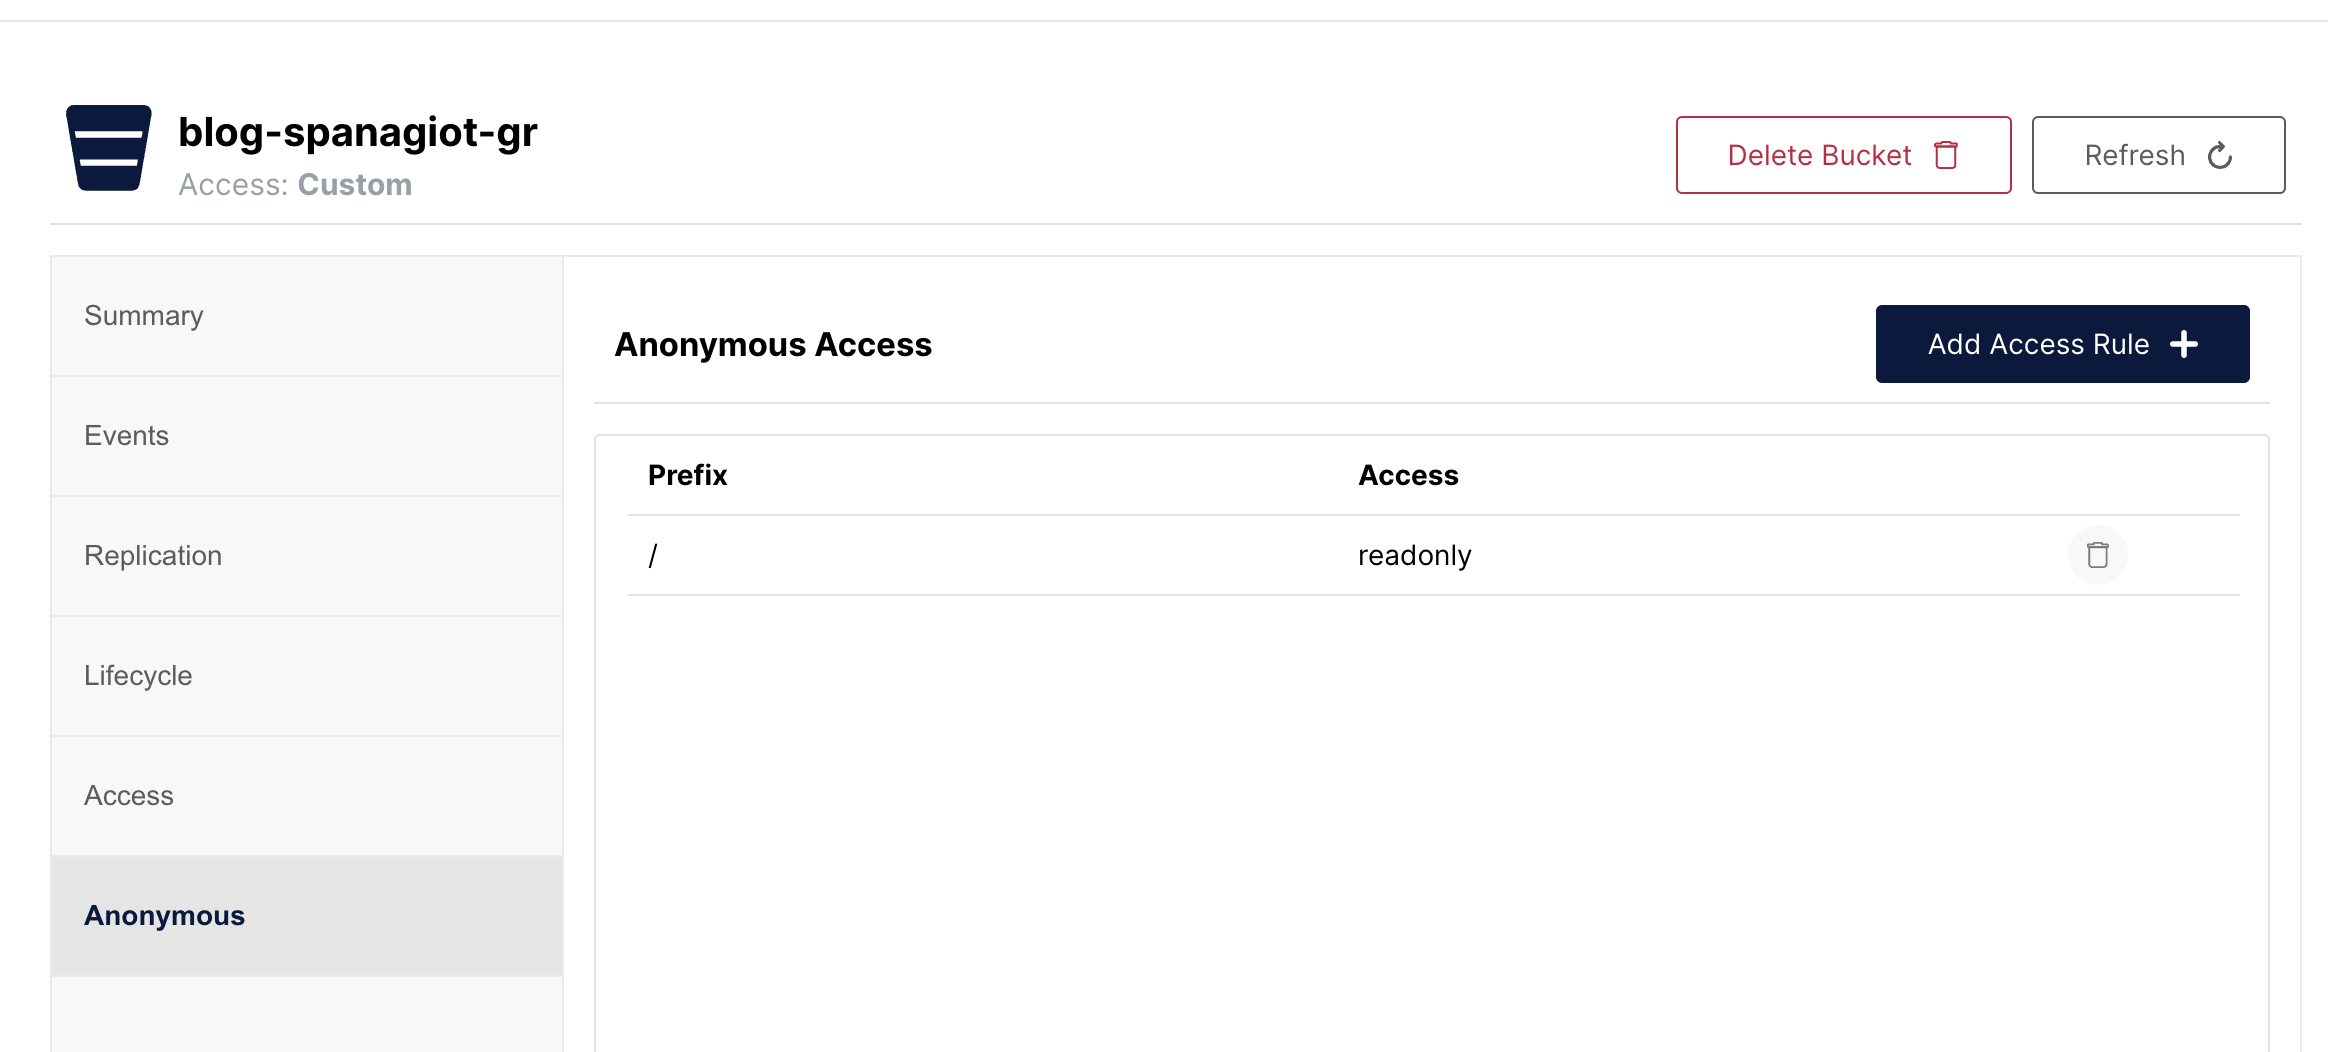 blog-spanagiot-gr
Access: Custom
Delete Bucket
Refresh
Summary
Events
Replication
Lifecycle
Access
Anonymous
Anonymous Access
Add Access Rule
Prefix Access
/ readonly